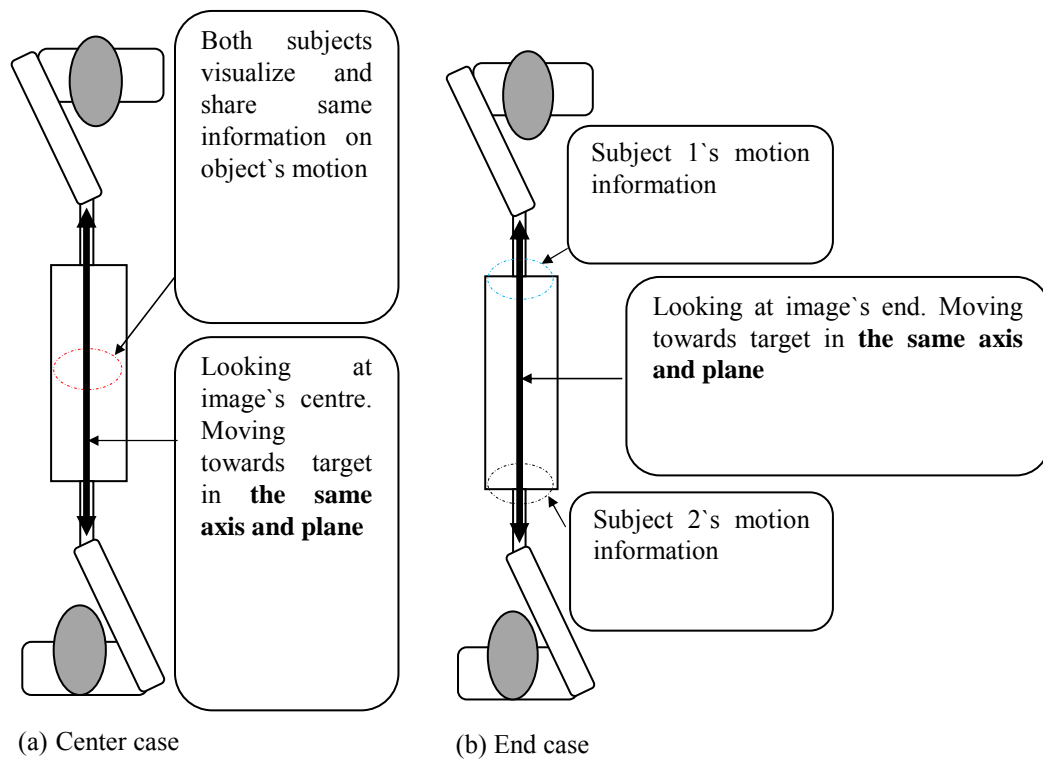 Both subjects
visualize and
share same
information on
object`s motion
Looking at
image`s centre.
Moving
towards target
in the same
axis and plane
(a) Center case
Subject 1`s motion
information
Looking at image`s end. Moving
towards target in the same axis
and plane
Subject 2`s motion
information
(b) End case